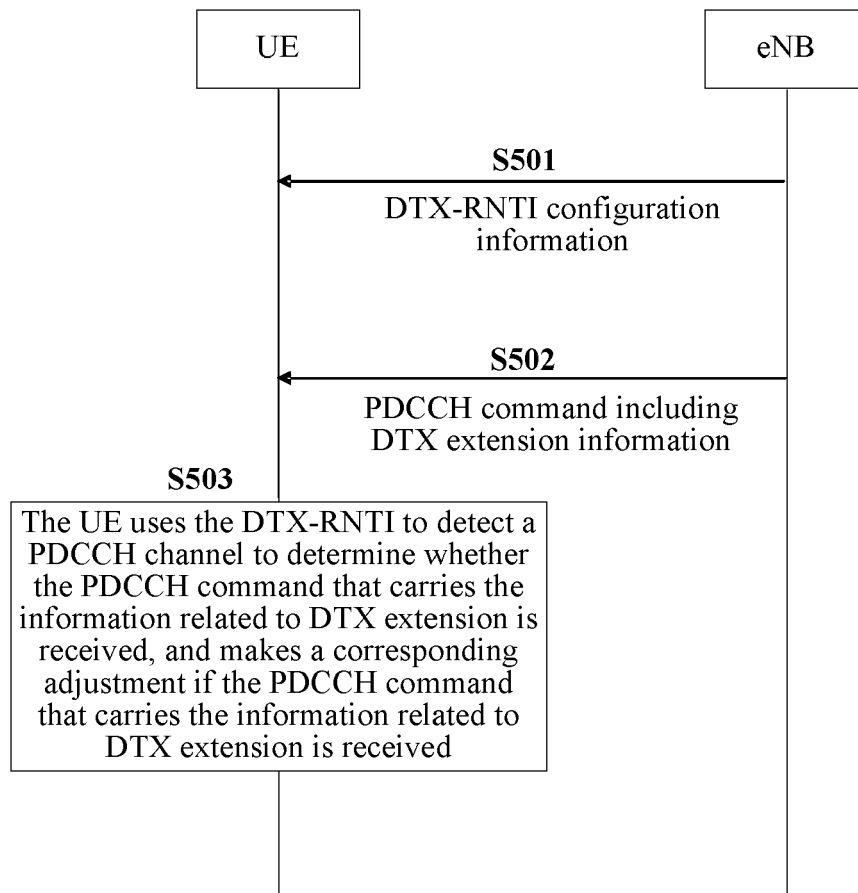 UE
eNB
S501
DTX-RNTI configuration
information
S502
PDCCH command including
DTX extension information
S503
The UE uses the DTX-RNTI to detect a
PDCCH channel to determine whether
the PDCCH command that carries the
information related to DTX extension is
received, and makes a corresponding
adjustment if the PDCCH command
that carries the information related to
DTX extension is received